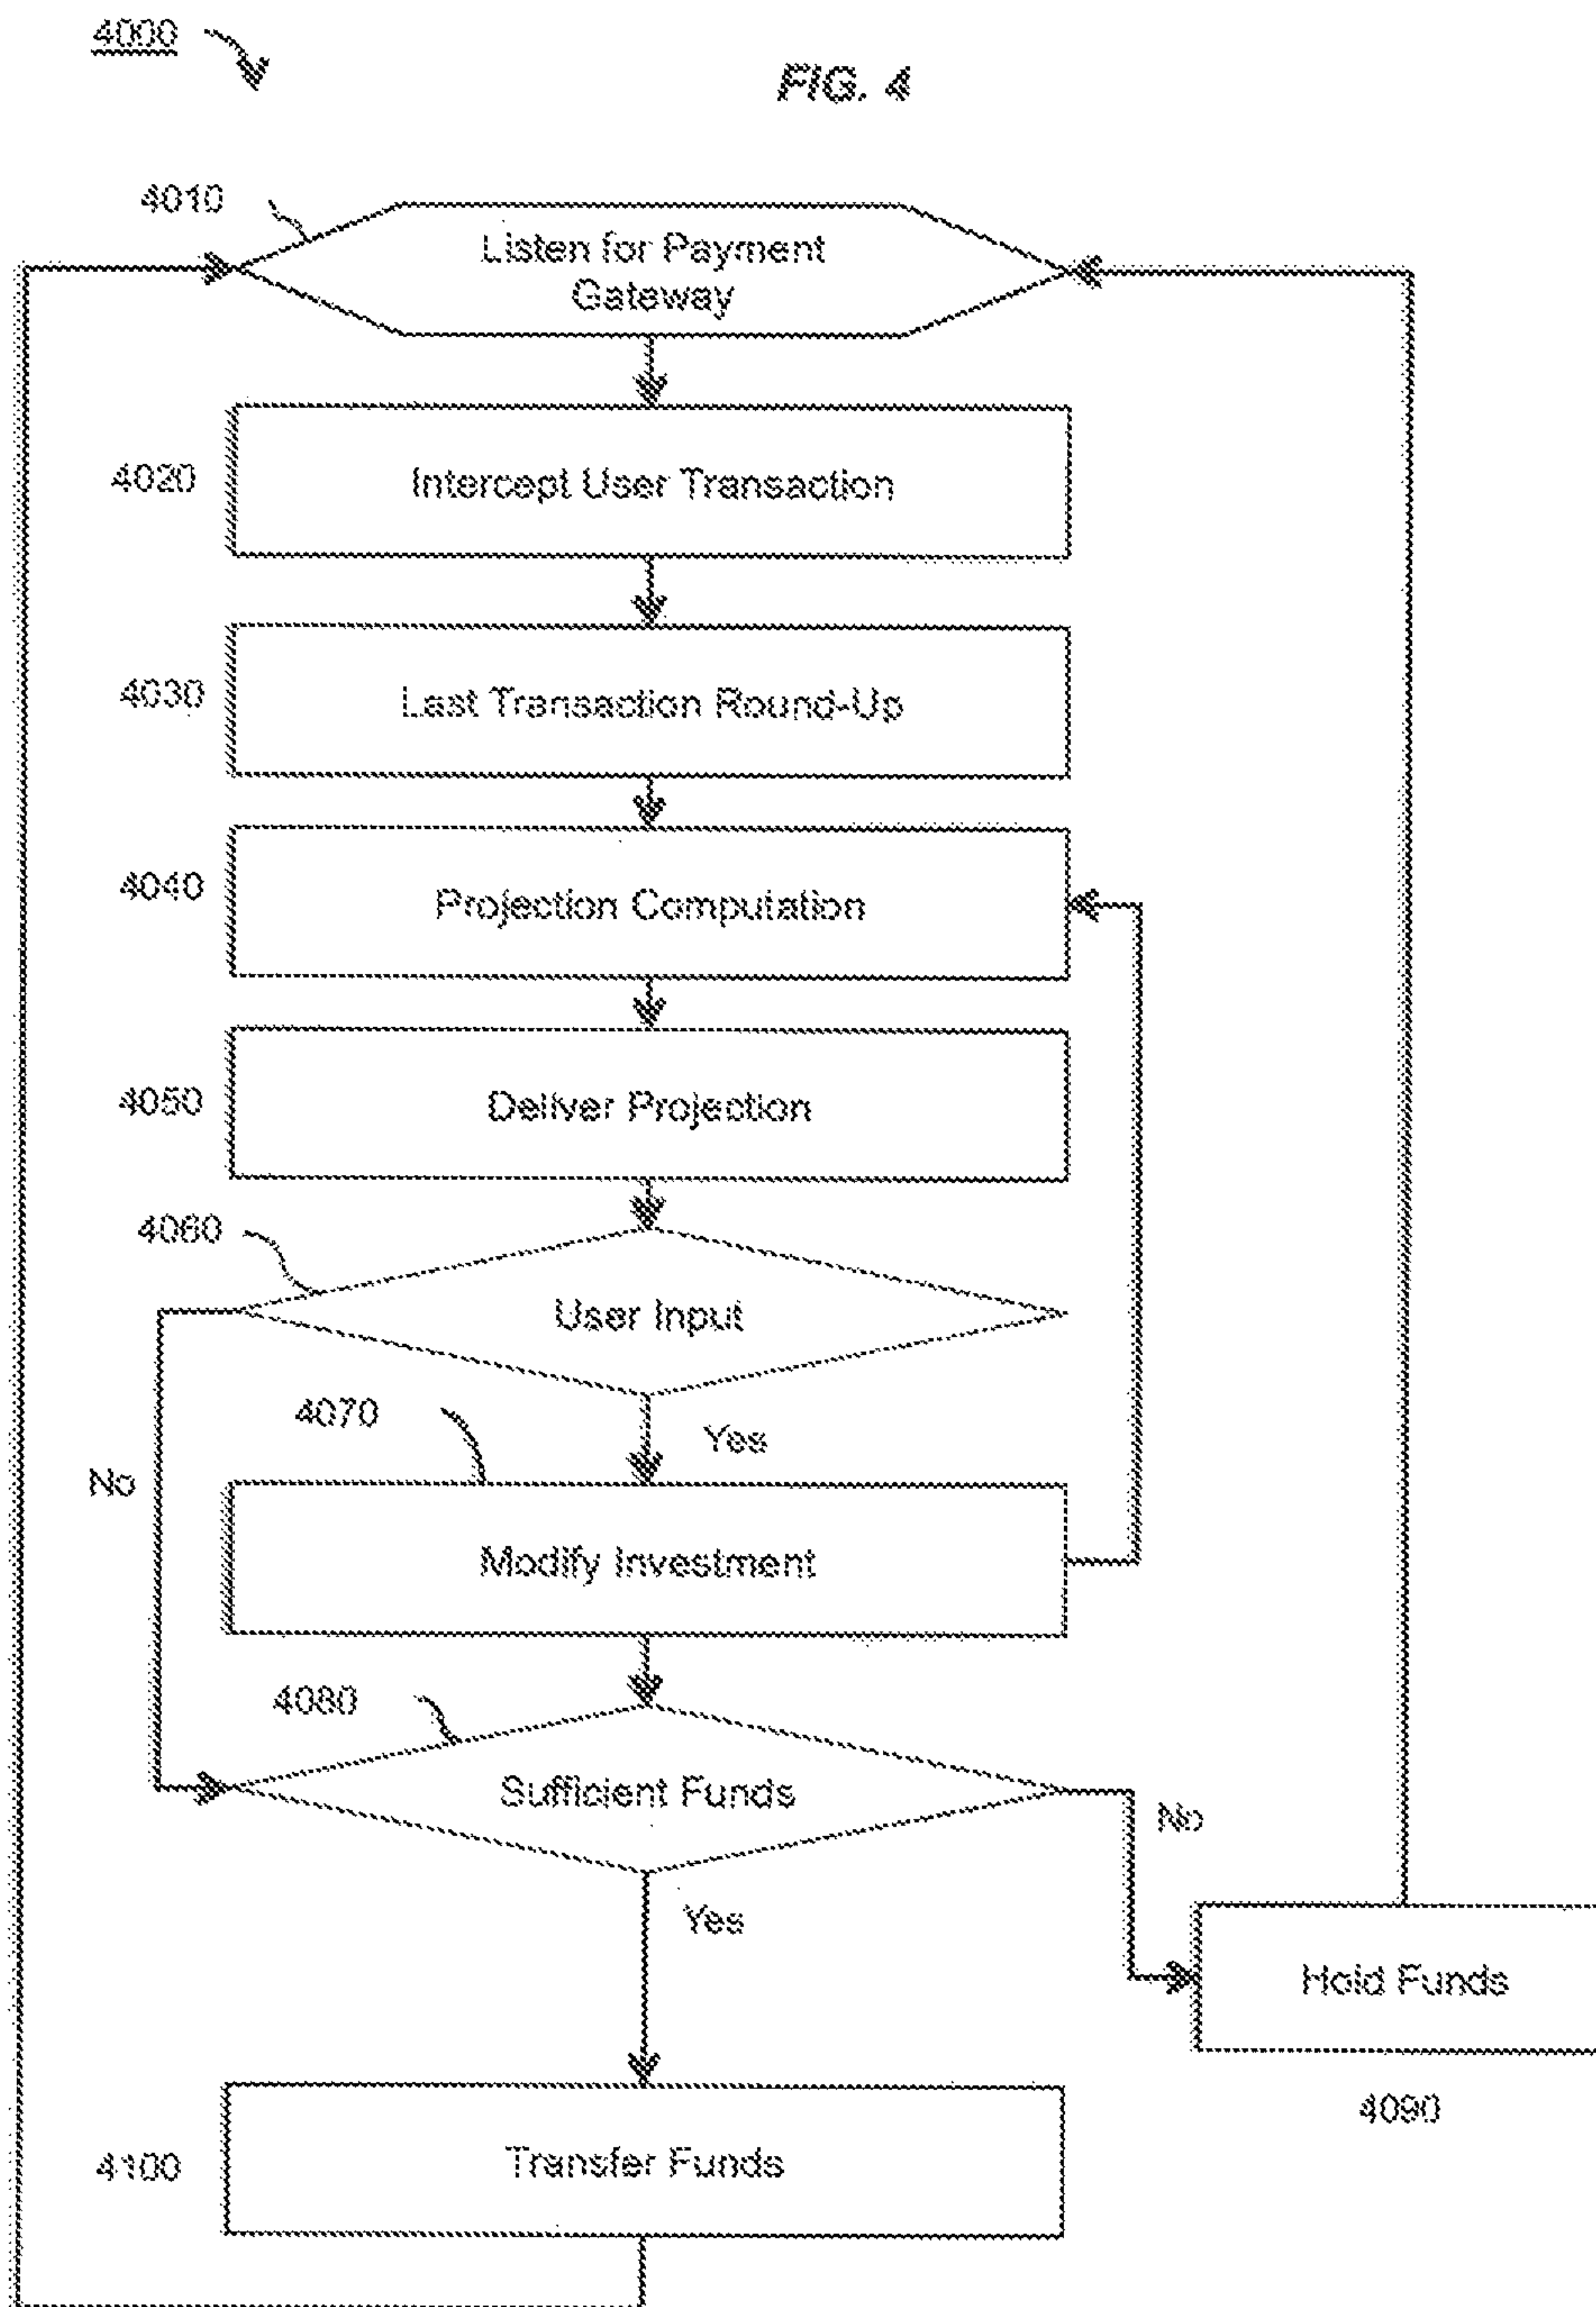 4000
FIG. 4
4010
Listen for Payment
Gateway
4020
Intercept User Transaction
4030
Last Transaction Round-Up
4040
Projection Computation
4050
Deliver Projection
4060
User Input
4070
Yes
No
Modify Investment
4080
Sufficient Funds
No
Yes
Hold Funds
4090
4100
Transfer Funds